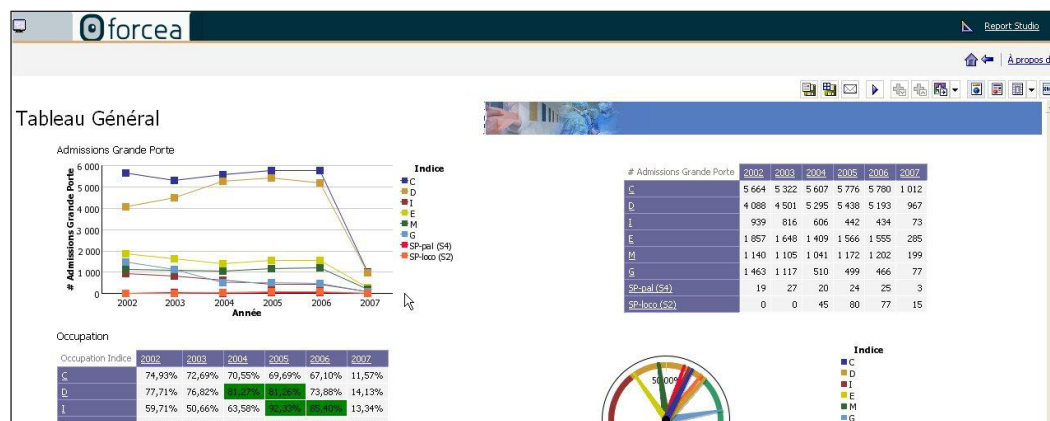 forcea
Report Studio
À propos d
Tableau Général
Admissions Grande Porte
# Admissions Grande Porte
6 000
5 000
4 000
3 000
2 000
1 000
0
2002 2003 2004 2005 2006 2007
Année
Indice
C
D
I
E
M
G
SP-pal (S4)
SP-loco (S2)
# Admissions Grande Porte 2002 2003 2004 2005 2006 2007
C 5 664 5 322 5 607 5 776 5 780 1 012
D 4 088 4 501 5 295 5 438 5 193 967
I 939 816 606 442 434 73
E 1 857 1 648 1 409 1 566 1 555 285
M 1 140 1 105 1 041 1 172 1 202 199
G 1 463 1 117 510 499 466 77
SP-pal (S4) 19 27 20 24 25 3
SP-loco (S2) 0 0 45 80 77 15
Occupation
Occupation Indice 2002 2003 2004 2005 2006 2007
C 74,93% 72,69% 70,55% 69,69% 67,10% 11,57%
D 77,71% 76,82% 81,27% 81,26% 73,88% 14,13%
I 59,71% 50,66% 63,58% 92,33% 85,40% 13,34%
Indice
C
D
I
E
M
G